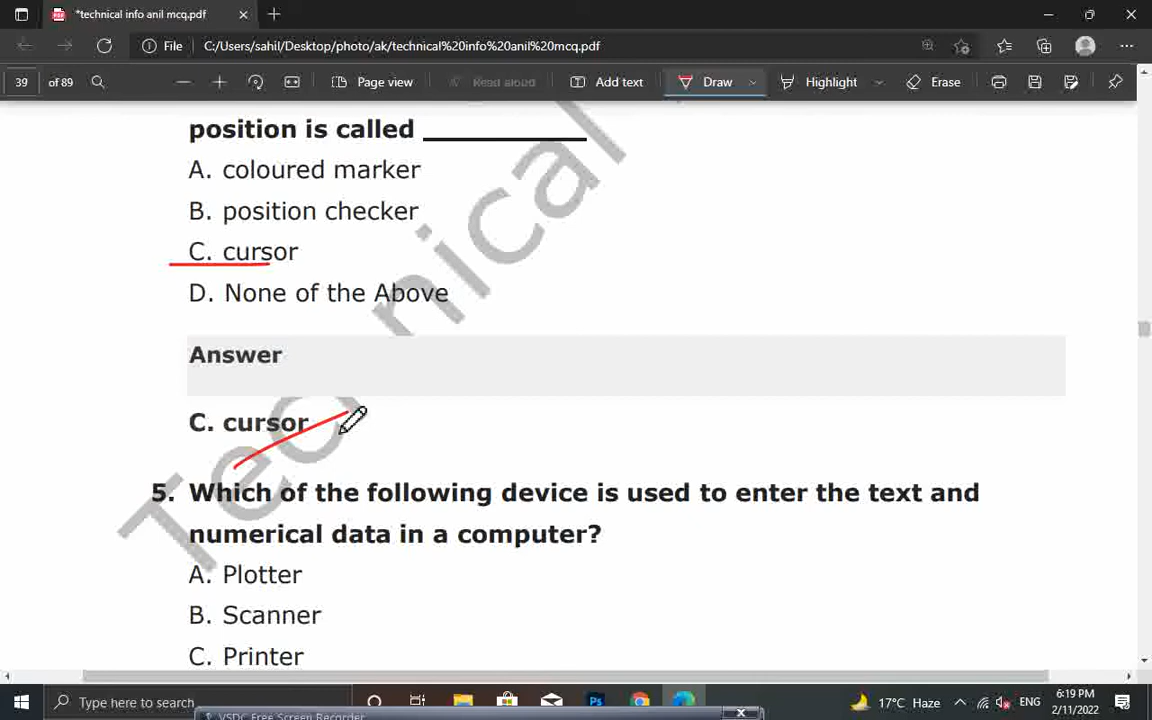 *technical info anil mcq.pdf
File C:/Users/sahil/Desktop/photo/ak/technical%20info%20anil%20mcq.pdf
39 of 89 Page view Read aloud Add text Draw Highlight Erase
position is called ____________
A. coloured marker
B. position checker
C. cursor
D. None of the Above
Answer
C. cursor
5. Which of the following device is used to enter the text and
numerical data in a computer?
A. Plotter
B. Scanner
C. Printer
Technical
Type here to search
17°C Haze ENG 6:19 PM
2/11/2022
VSDC Free Screen Recorder